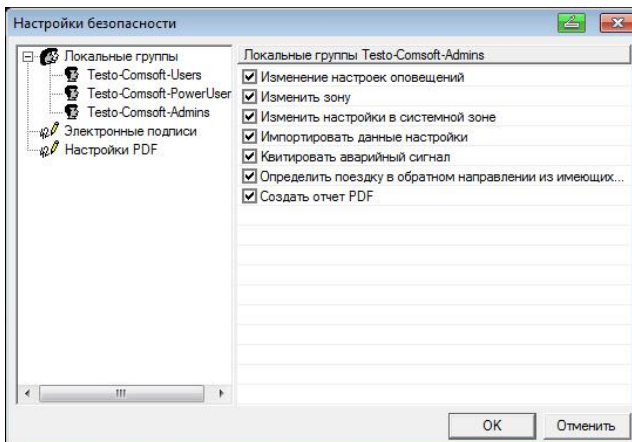 Настройки безопасности
Локальные группы
Testo-Comsoft-Users
Testo-Comsoft-PowerUser
Testo-Comsoft-Admins
Электронные подписи
Настройки PDF
Локальные группы Testo-Comsoft-Admins
Изменение настроек оповещений
Изменить зону
Изменить настройки в системной зоне
Импортировать данные настройки
Квитировать аварийный сигнал
Определить поездку в обратном направлении из имеющих...
Создать отчет PDF
OK
Отменить